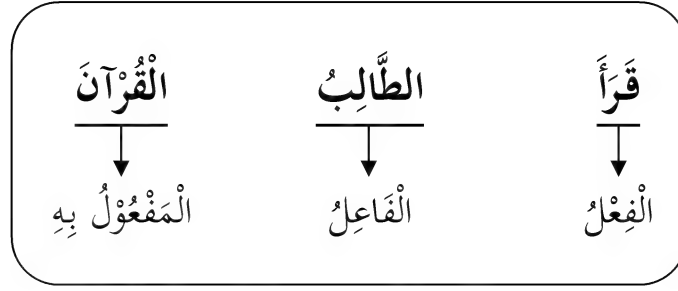 قَرَأَ الطَّالِبُ الْقُرْآنَ
الْفِعْلُ الْفَاعِلُ الْمَفْعُوْلُ بِهِ